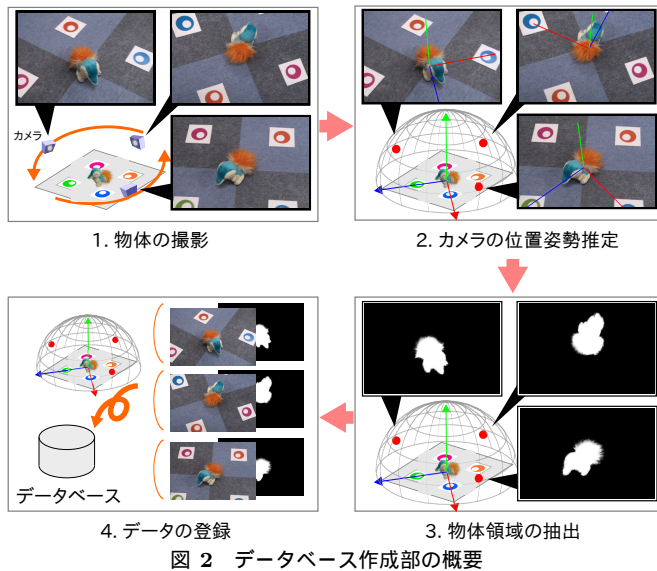 カメラ
1. 物体の撮影
2. カメラの位置姿勢推定
3. 物体領域の抽出
データベース
4. データの登録
図 2 データベース作成部の概要